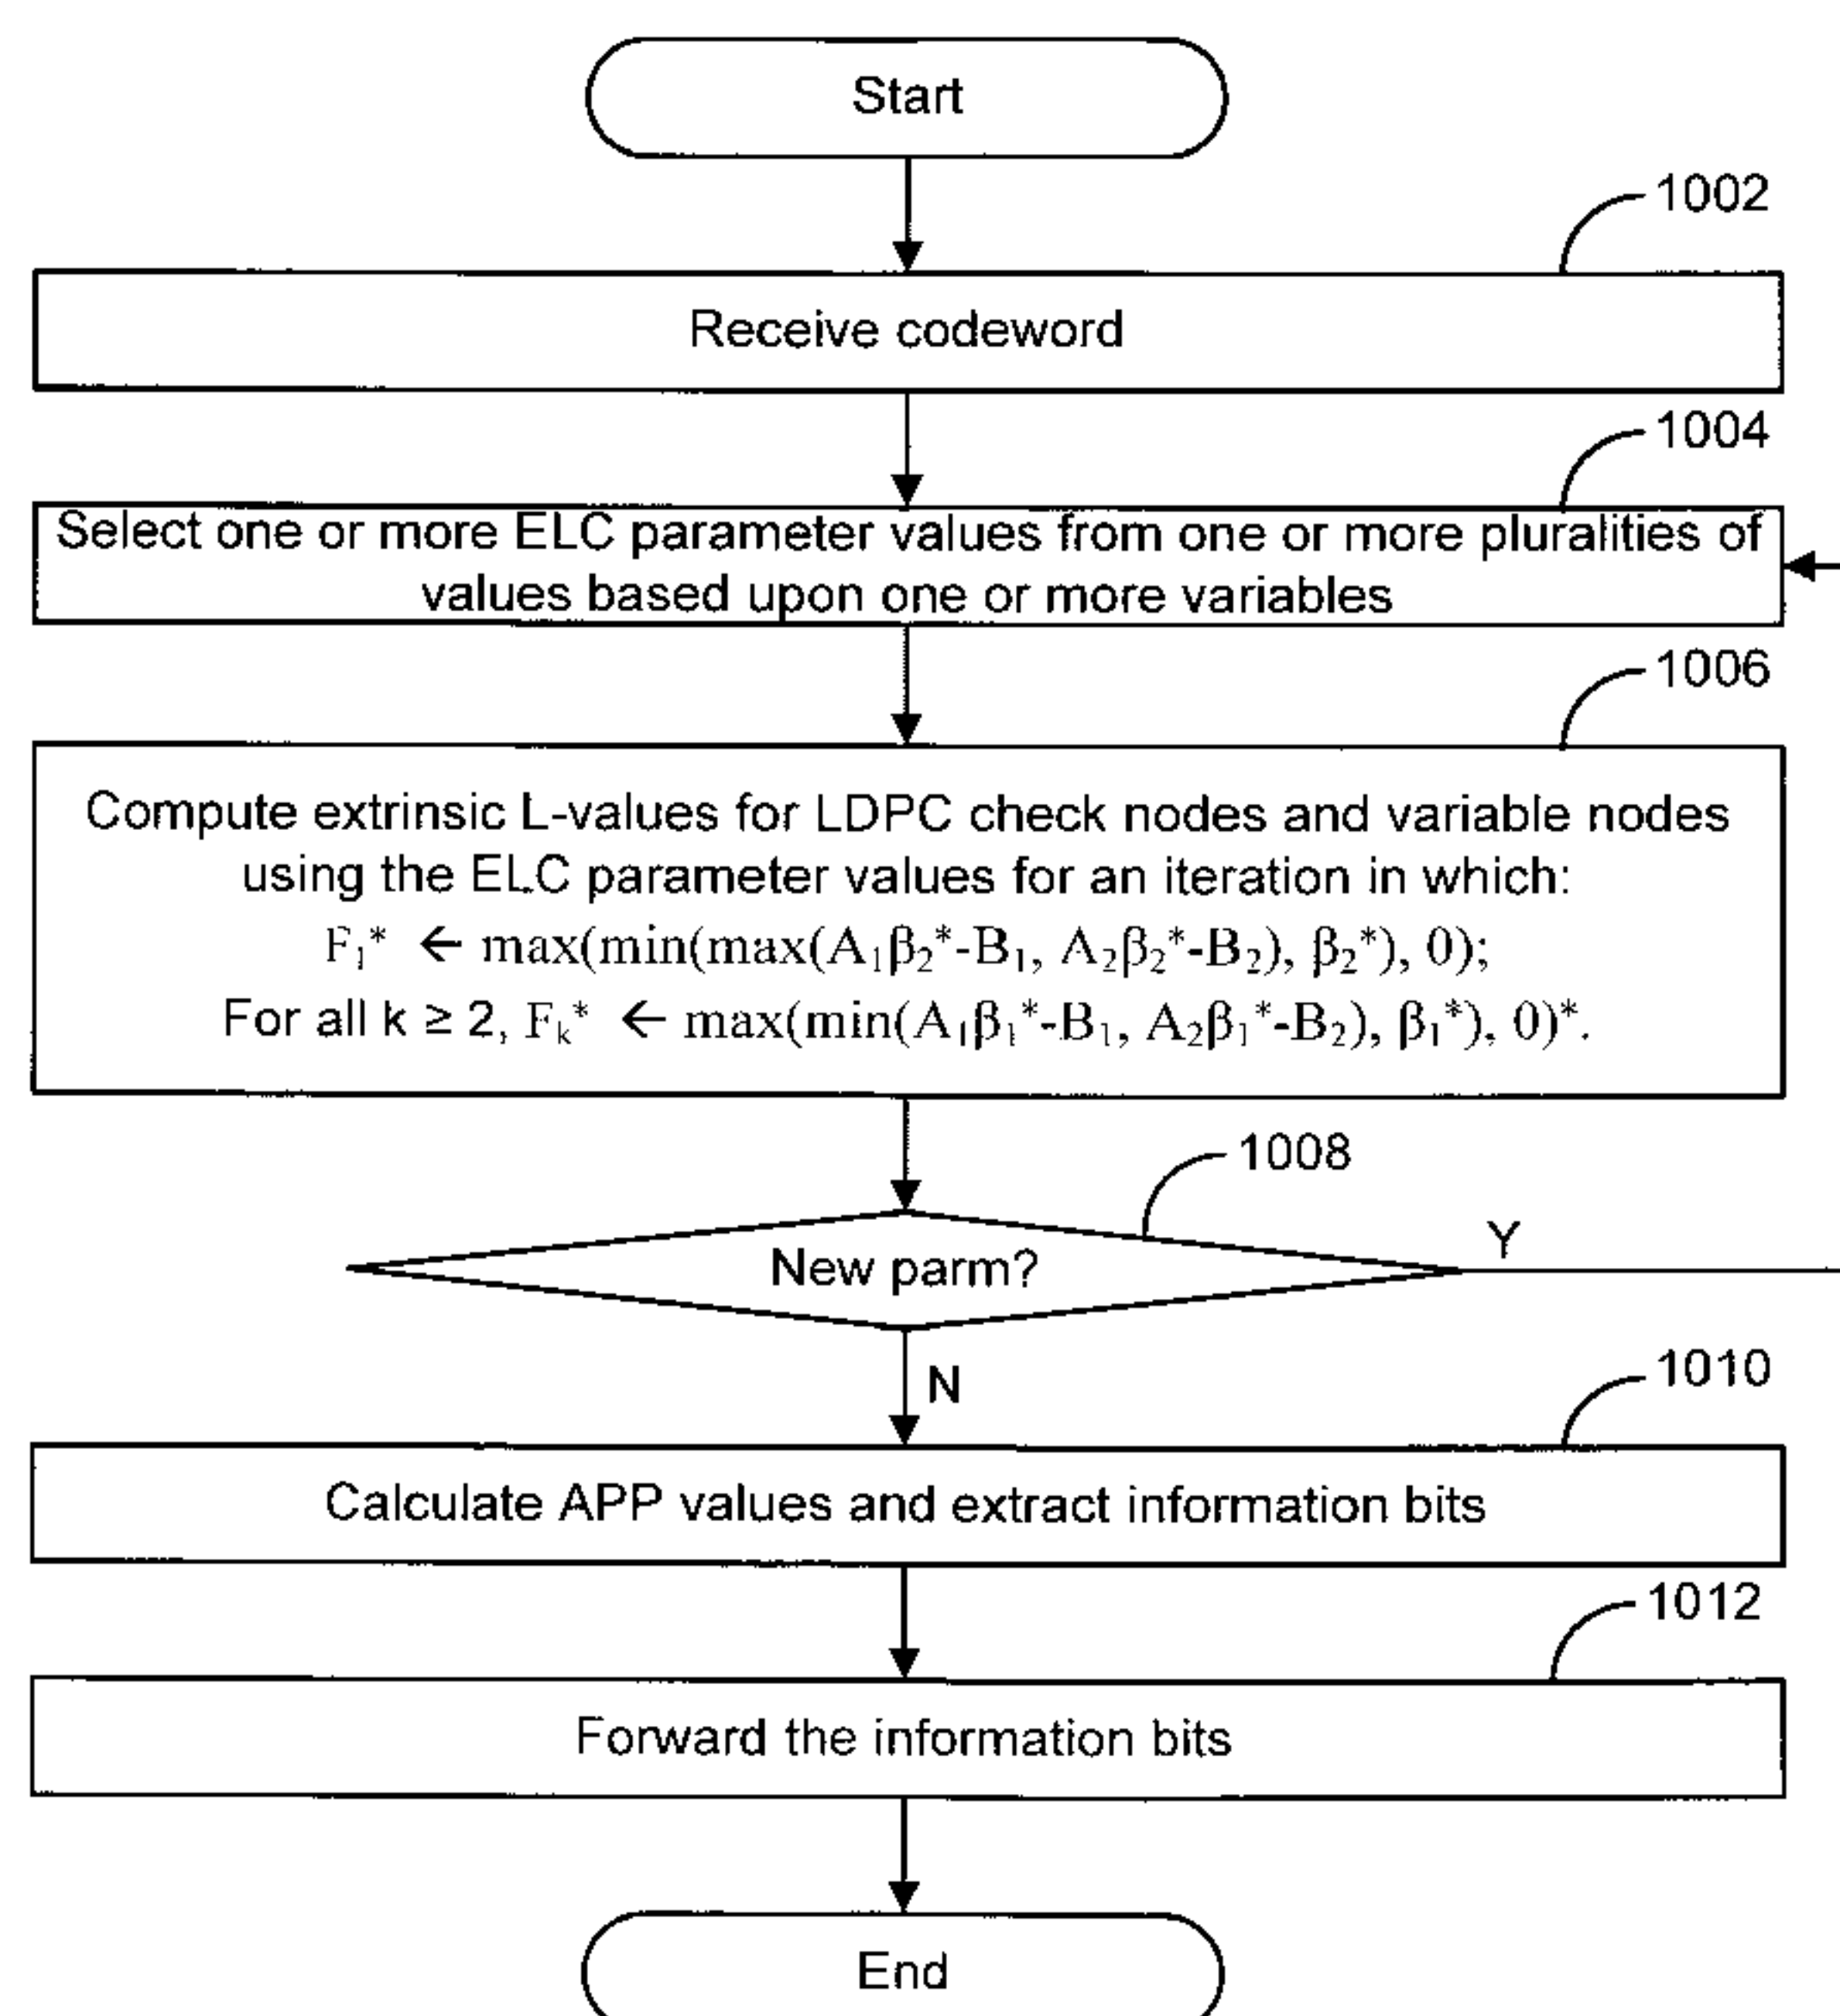 Start
1002
Receive codeword
1004
Select one or more ELC parameter values from one or more pluralities of
values based upon one or more variables
1006
Compute extrinsic L-values for LDPC check nodes and variable nodes
using the ELC parameter values for an iteration in which:
F₁* ← max(min(max(A₁β₂*-B₁, A₂β₂*-B₂), β₂*), 0);
For all k ≥ 2, Fₖ* ← max(min(A₁β₁*-B₁, A₂β₁*-B₂), β₁*), 0)*.
1008
New parm?
Y
N
1010
Calculate APP values and extract information bits
1012
Forward the information bits
End